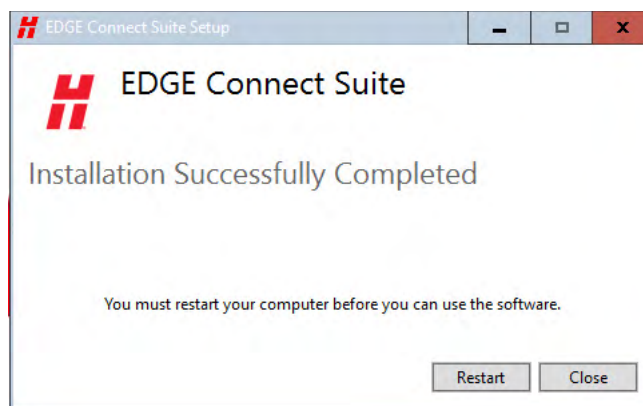 EDGE Connect Suite Setup
EDGE Connect Suite
Installation Successfully Completed
You must restart your computer before you can use the software.
Restart Close